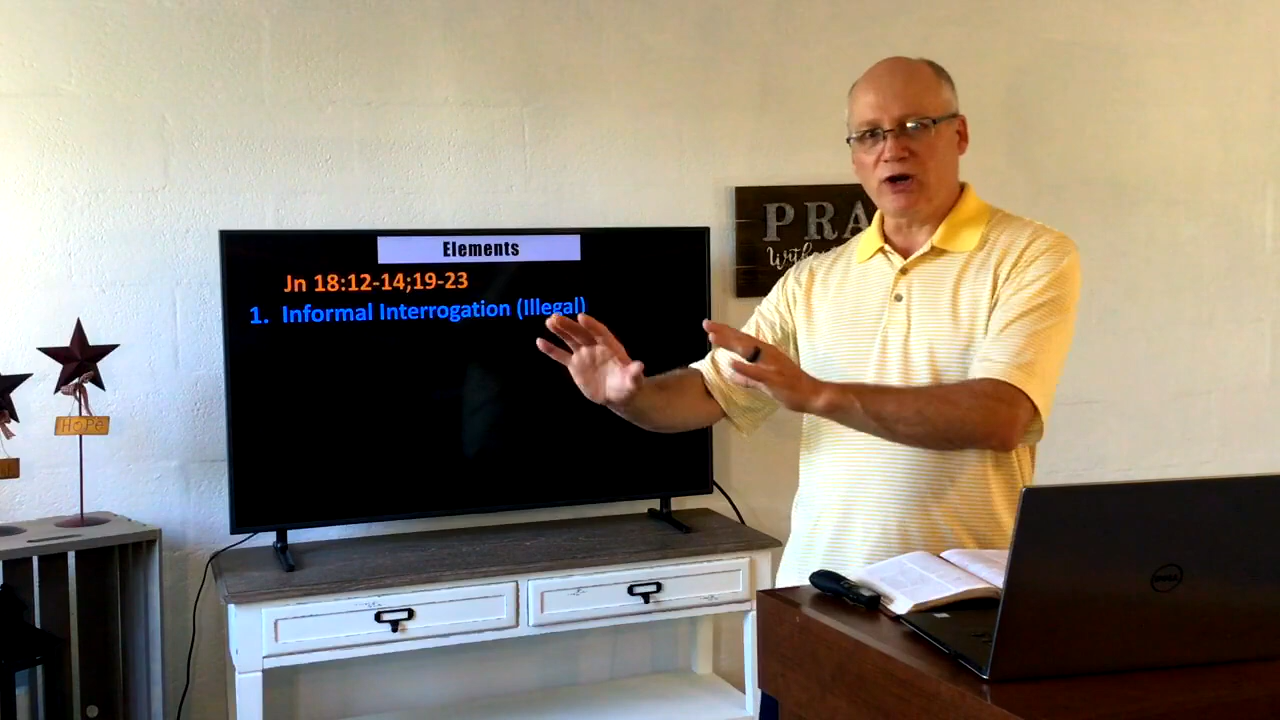 Elements
Jn 18:12-14;19-23
1. Informal Interrogation (Illegal)
PRA
HOPE
DELL